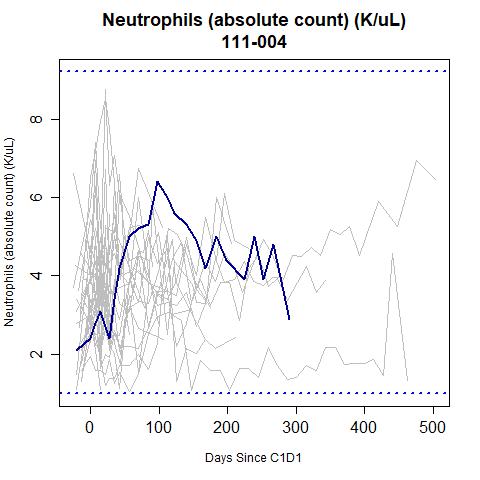 Neutrophils (absolute count) (K/uL)
111-004
Neutrophils (absolute count) (K/uL)
8
6
4
2
0 100 200 300 400 500
Days Since C1D1